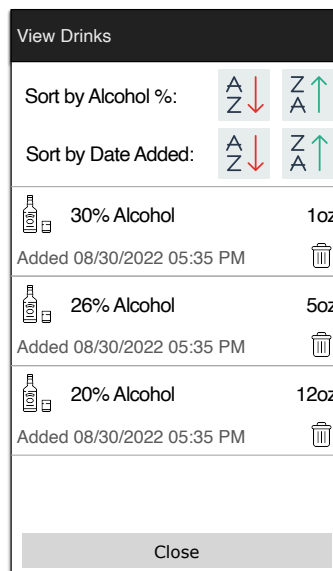 View Drinks
Sort by Alcohol %: A Z Z A
Sort by Date Added: A Z Z A
30% Alcohol 1oz
Added 08/30/2022 05:35 PM
26% Alcohol 5oz
Added 08/30/2022 05:35 PM
20% Alcohol 12oz
Added 08/30/2022 05:35 PM
Close